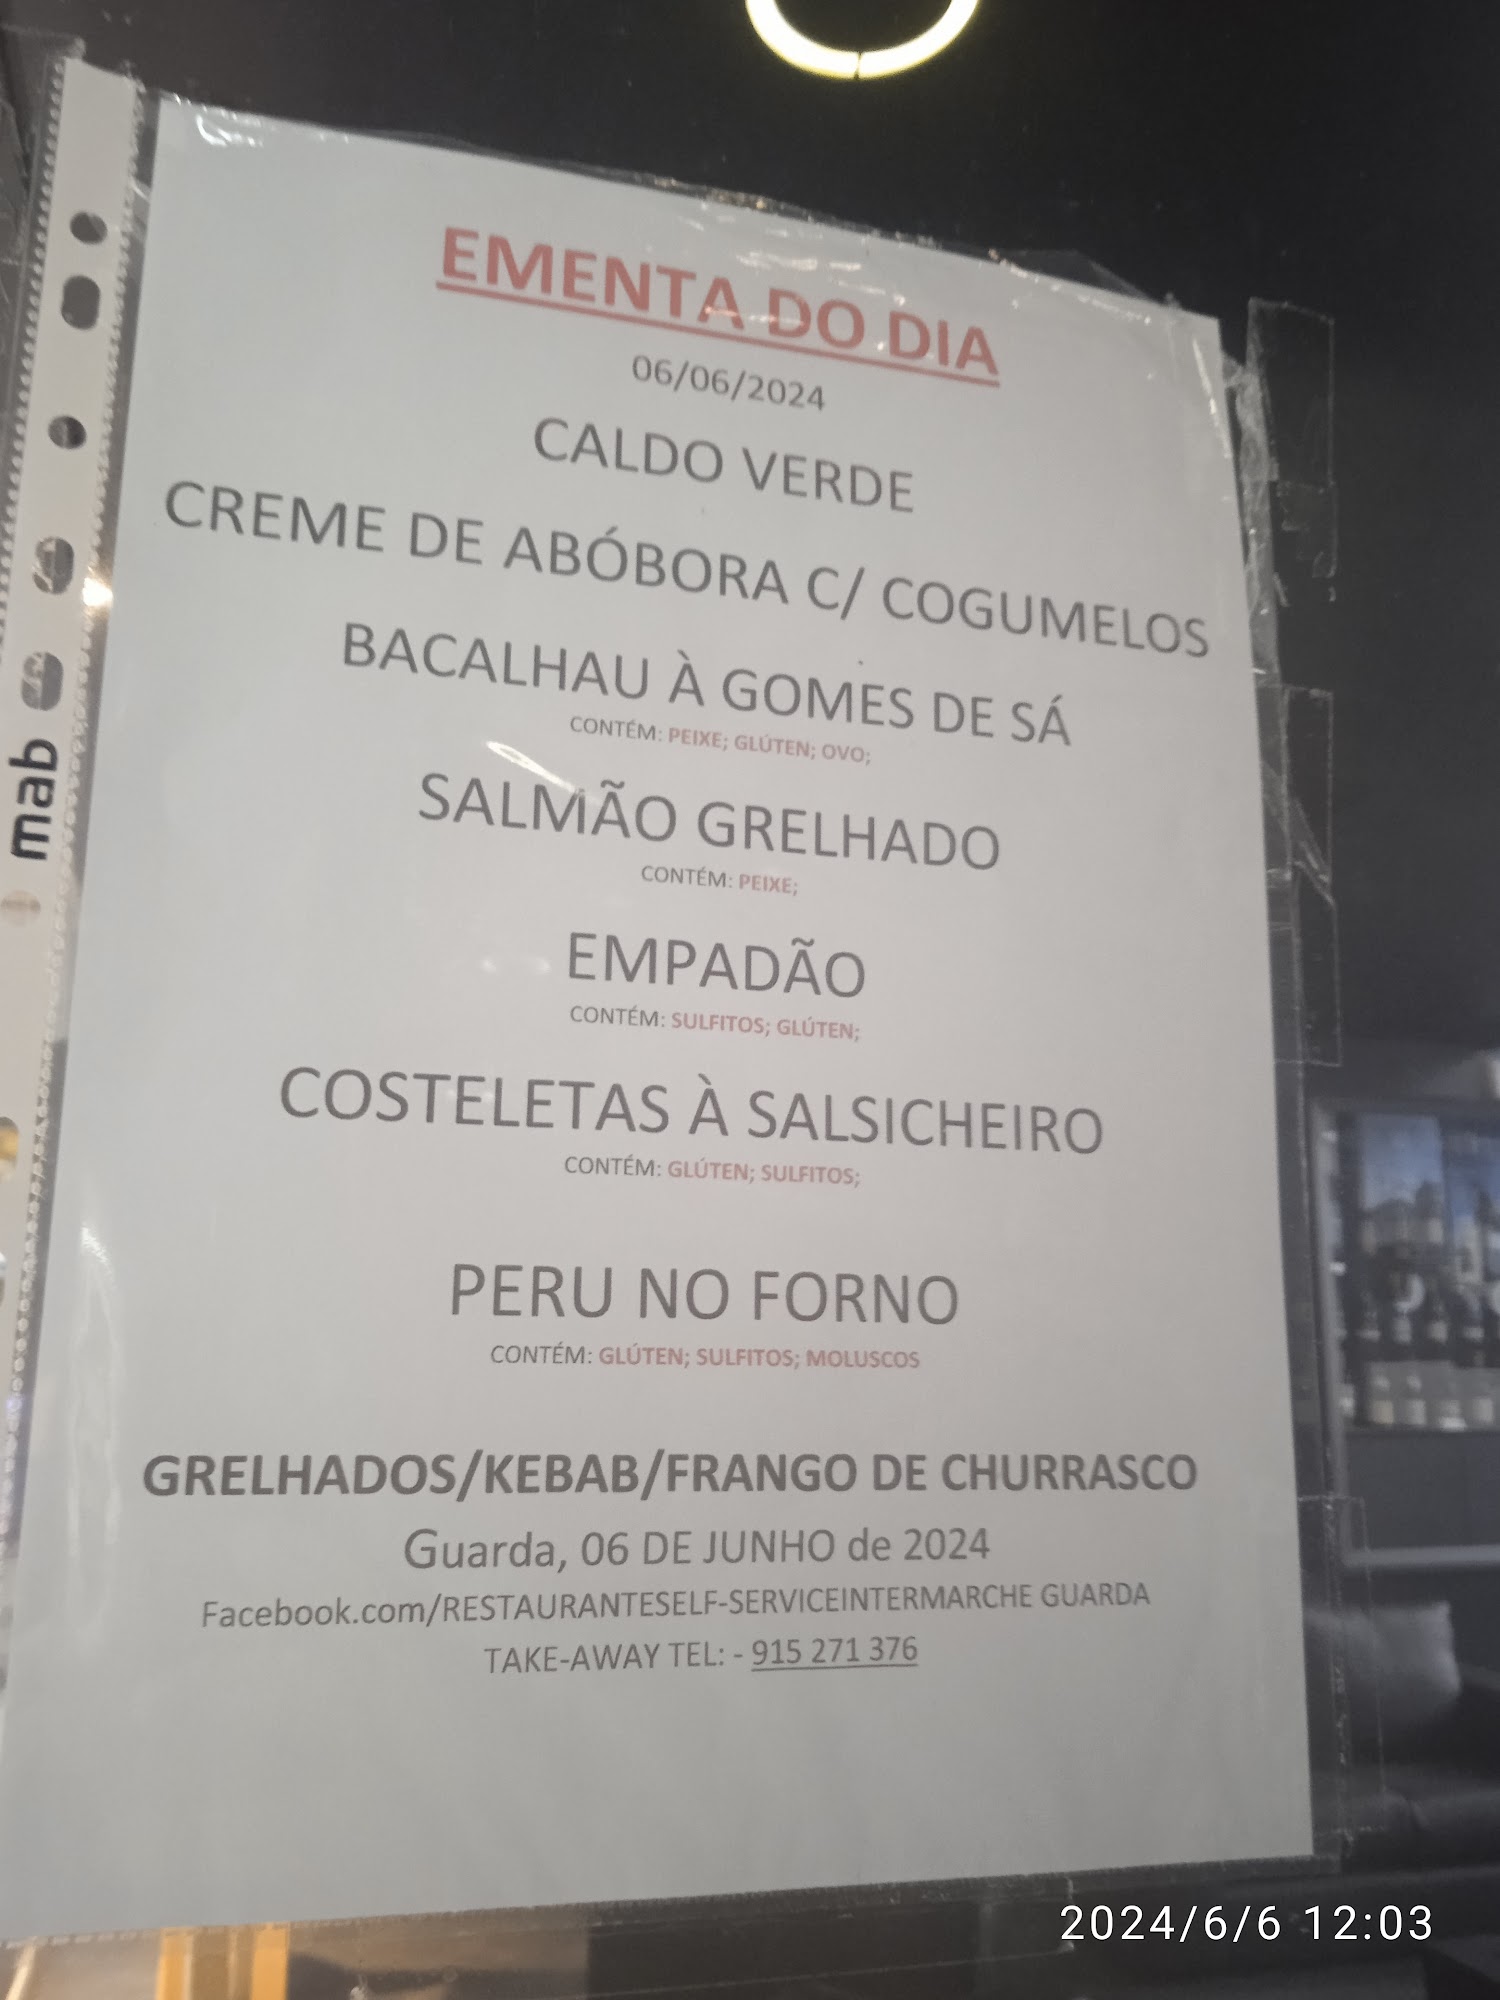 EMENTA DO DIA
06/06/2024
CALDO VERDE
CREME DE ABÓBORA C/ COGUMELOS
BACALHAU À GOMES DE SÁ
CONTÉM: PEIXE; GLÚTEN; OVO;
SALMÃO GRELHADO
CONTÉM: PEIXE;
EMPADÃO
CONTÉM: SULFITOS; GLÚTEN;
COSTELETAS À SALSICHEIRO
CONTÉM: GLÚTEN; SULFITOS;
PERU NO FORNO
CONTÉM: GLÚTEN; SULFITOS; MOLUSCOS
GRELHADOS/KEBAB/FRANGO DE CHURRASCO
Guarda, 06 DE JUNHO de 2024
Facebook.com/RESTAURANTESELF-SERVICEINTERMARCHE GUARDA
TAKE-AWAY TEL: - 915 271 376
mab
2024/6/6 12:03